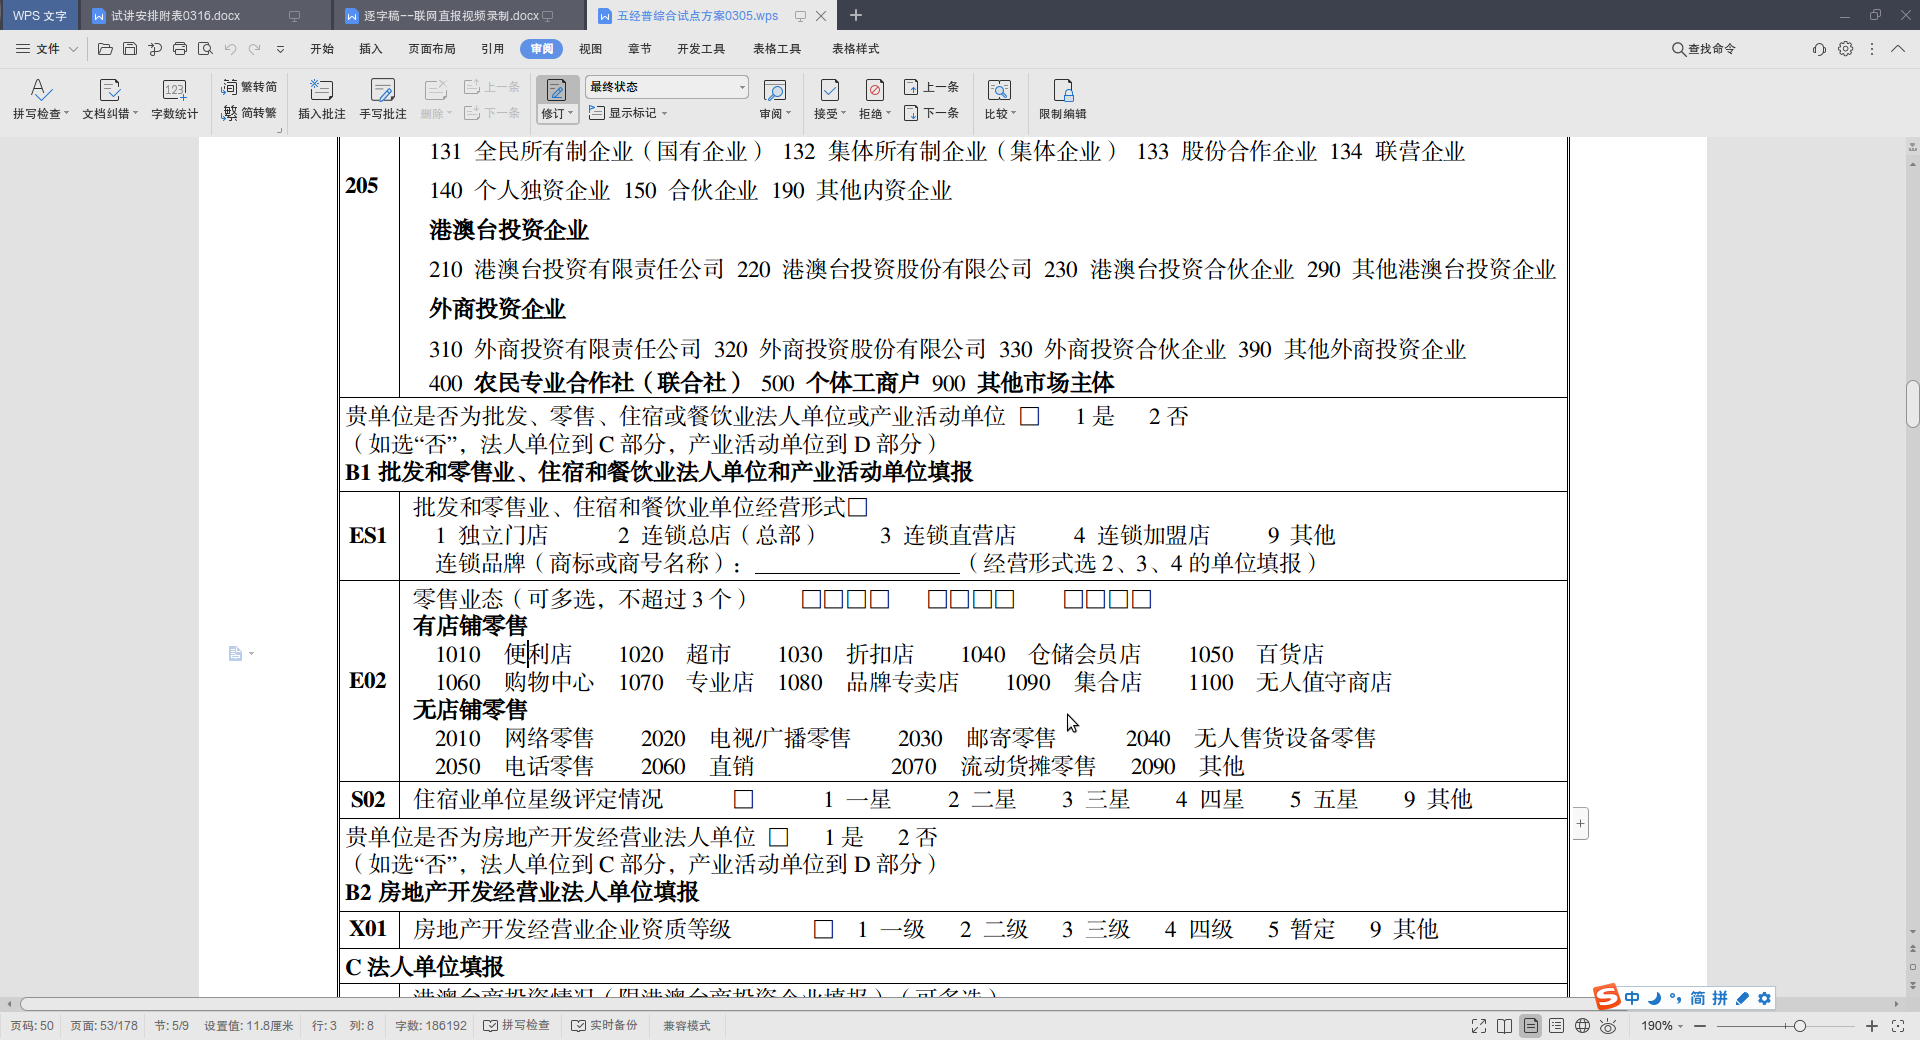 WPS 文字
试讲安排附表0316.docx
逐字稿--联网直报视频录制.docx
五经普综合试点方案0305.wps
文件
开始 插入 页面布局 引用 审阅 视图 章节 开发工具 表格工具 表格样式
查找命令
拼写检查 文档纠错 字数统计 繁转简 简转繁 插入批注 手写批注 删除 上一条 下一条 修订 最终状态 显示标记 审阅 接受 拒绝 上一条 下一条 比较 限制编辑
131 全民所有制企业（国有企业） 132 集体所有制企业（集体企业） 133 股份合作企业 134 联营企业
205
140 个人独资企业 150 合伙企业 190 其他内资企业
港澳台投资企业
210 港澳台投资有限责任公司 220 港澳台投资股份有限公司 230 港澳台投资合伙企业 290 其他港澳台投资企业
外商投资企业
310 外商投资有限责任公司 320 外商投资股份有限公司 330 外商投资合伙企业 390 其他外商投资企业
400 农民专业合作社（联合社） 500 个体工商户 900 其他市场主体
贵单位是否为批发、零售、住宿或餐饮业法人单位或产业活动单位 □ 1 是 2 否
（如选“否”，法人单位到 C 部分，产业活动单位到 D 部分）
B1 批发和零售业、住宿和餐饮业法人单位和产业活动单位填报
ES1
批发和零售业、住宿和餐饮业单位经营形式□
1 独立门店 2 连锁总店（总部） 3 连锁直营店 4 连锁加盟店 9 其他
连锁品牌（商标或商号名称）：__________________（经营形式选 2、3、4 的单位填报）
E02
零售业态（可多选，不超过 3 个） □□□□ □□□□ □□□□
有店铺零售
1010 便利店 1020 超市 1030 折扣店 1040 仓储会员店 1050 百货店
1060 购物中心 1070 专业店 1080 品牌专卖店 1090 集合店 1100 无人值守商店
无店铺零售
2010 网络零售 2020 电视/广播零售 2030 邮寄零售 2040 无人售货设备零售
2050 电话零售 2060 直销 2070 流动货摊零售 2090 其他
S02 住宿业单位星级评定情况 □ 1 一星 2 二星 3 三星 4 四星 5 五星 9 其他
贵单位是否为房地产开发经营业法人单位 □ 1 是 2 否
（如选“否”，法人单位到 C 部分，产业活动单位到 D 部分）
B2 房地产开发经营业法人单位填报
X01 房地产开发经营业企业资质等级 □ 1 一级 2 二级 3 三级 4 四级 5 暂定 9 其他
C 法人单位填报
港澳台商投资情况（限港澳台商投资企业填报）（可多选）
中 简 拼
页码: 50 页面: 53/178 节: 5/9 设置值: 11.8厘米 行: 3 列: 8 字数: 186192 拼写检查 实时备份 兼容模式 190%